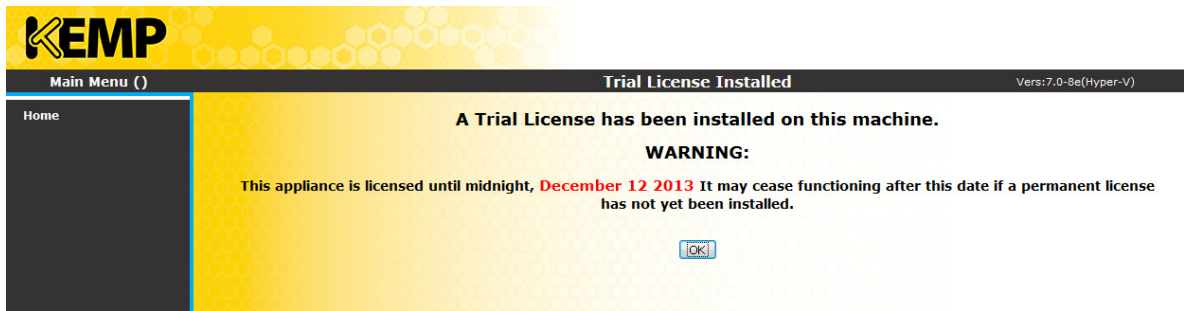 KEMP
Main Menu ()
Trial License Installed
Vers:7.0-8e(Hyper-V)
Home
A Trial License has been installed on this machine.
WARNING:
This appliance is licensed until midnight, December 12 2013 It may cease functioning after this date if a permanent license
has not yet been installed.
OK